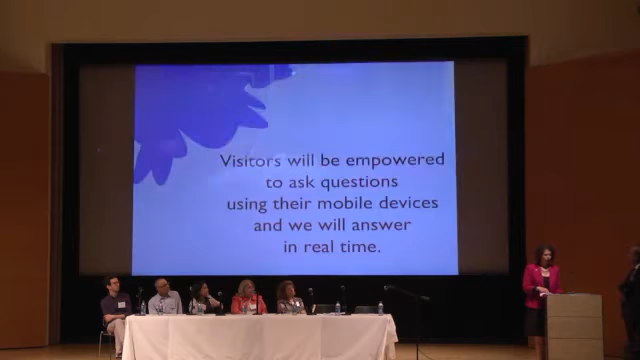 Visitors will be empowered
to ask questions
using their mobile devices
and we will answer
in real time.